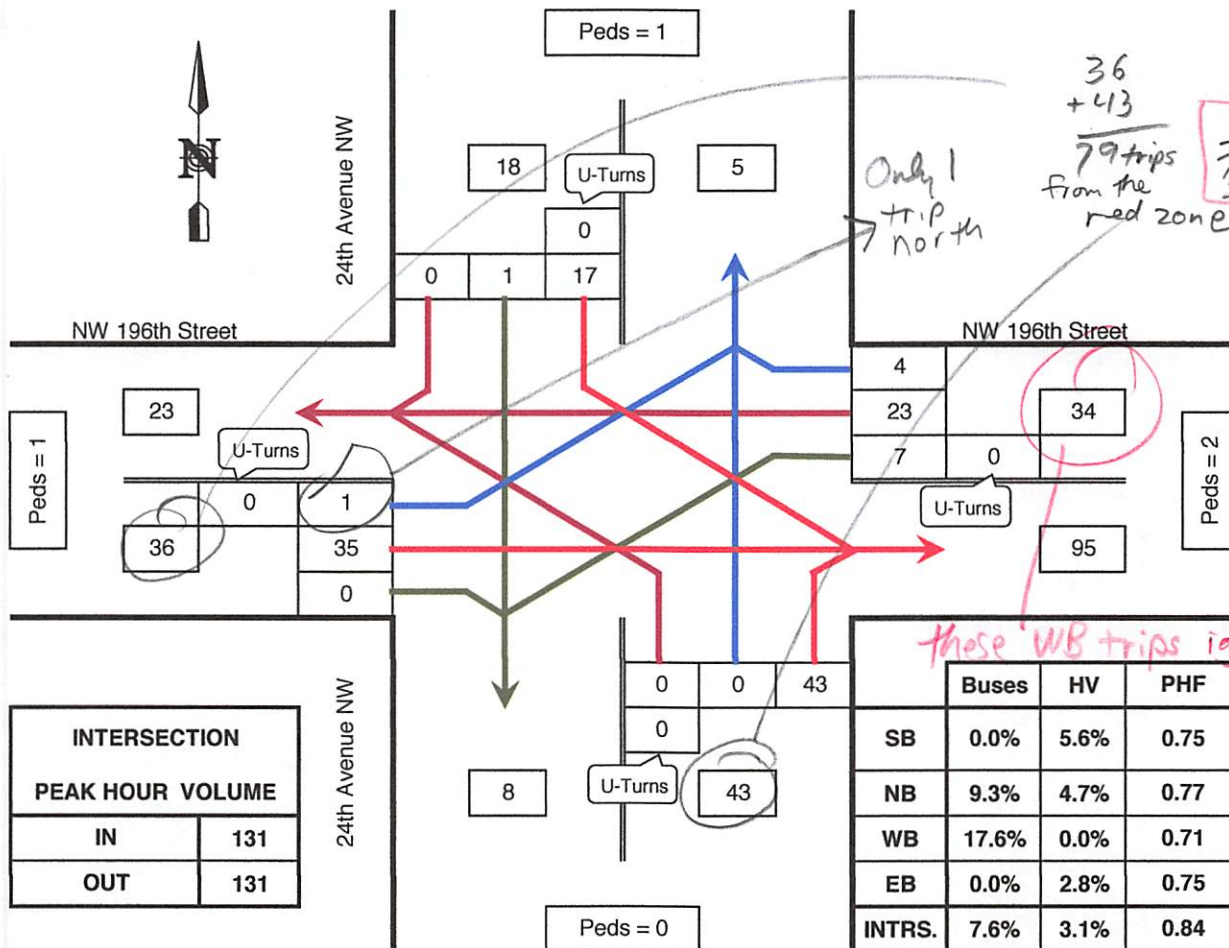 Peds = 1
36
+43
79 trips
from the
red zone
Only 1
trip
north
N
24th Avenue NW
18
U-Turns
5
0
0
1
17
NW 196th Street
NW 196th Street
4
23
34
7
0
U-Turns
Peds = 2
95
Peds = 1
23
U-Turns
0
1
36
35
0
these WB trips
0
0
43
0
U-Turns
8
43
24th Avenue NW
INTERSECTION
PEAK HOUR VOLUME
IN 131
OUT 131
Buses HV PHF
SB 0.0% 5.6% 0.75
NB 9.3% 4.7% 0.77
WB 17.6% 0.0% 0.71
EB 0.0% 2.8% 0.75
INTRS. 7.6% 3.1% 0.84
Peds = 0